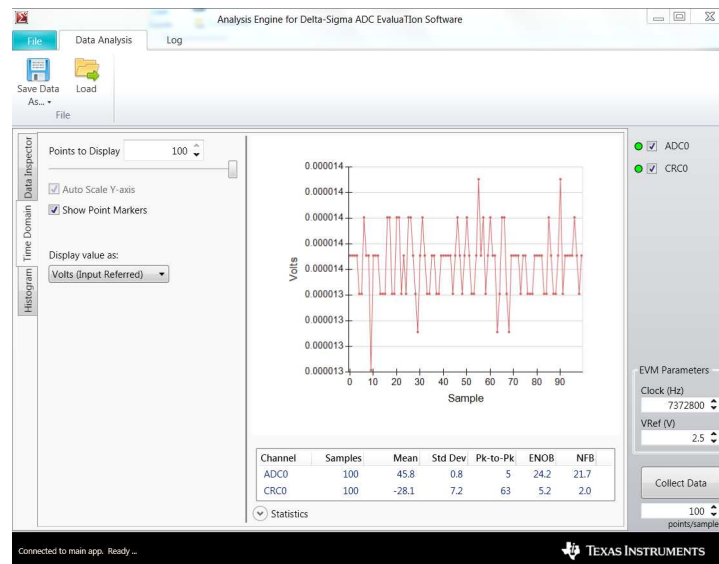 Analysis Engine for Delta-Sigma ADC EvaluaTIon Software
File Data Analysis Log
Save Data As... Load
File
Data Inspector
Time Domain
Histogram
Points to Display 100
Auto Scale Y-axis
Show Point Markers
Display value as:
Volts (Input Referred)
Volts
0.000014
0.000014
0.000014
0.000014
0.000014
0.000013
0.000013
0.000013
0.000013
0 10 20 30 40 50 60 70 80 90
Sample
Channel Samples Mean Std Dev Pk-to-Pk ENOB NFB
ADC0 100 45.8 0.8 5 24.2 21.7
CRC0 100 -28.1 7.2 63 5.2 2.0
Statistics
ADC0
CRC0
EVM Parameters
Clock (Hz)
7372800
VRef (V)
2.5
Collect Data
100
points/sample
Connected to main app. Ready ...
TEXAS INSTRUMENTS